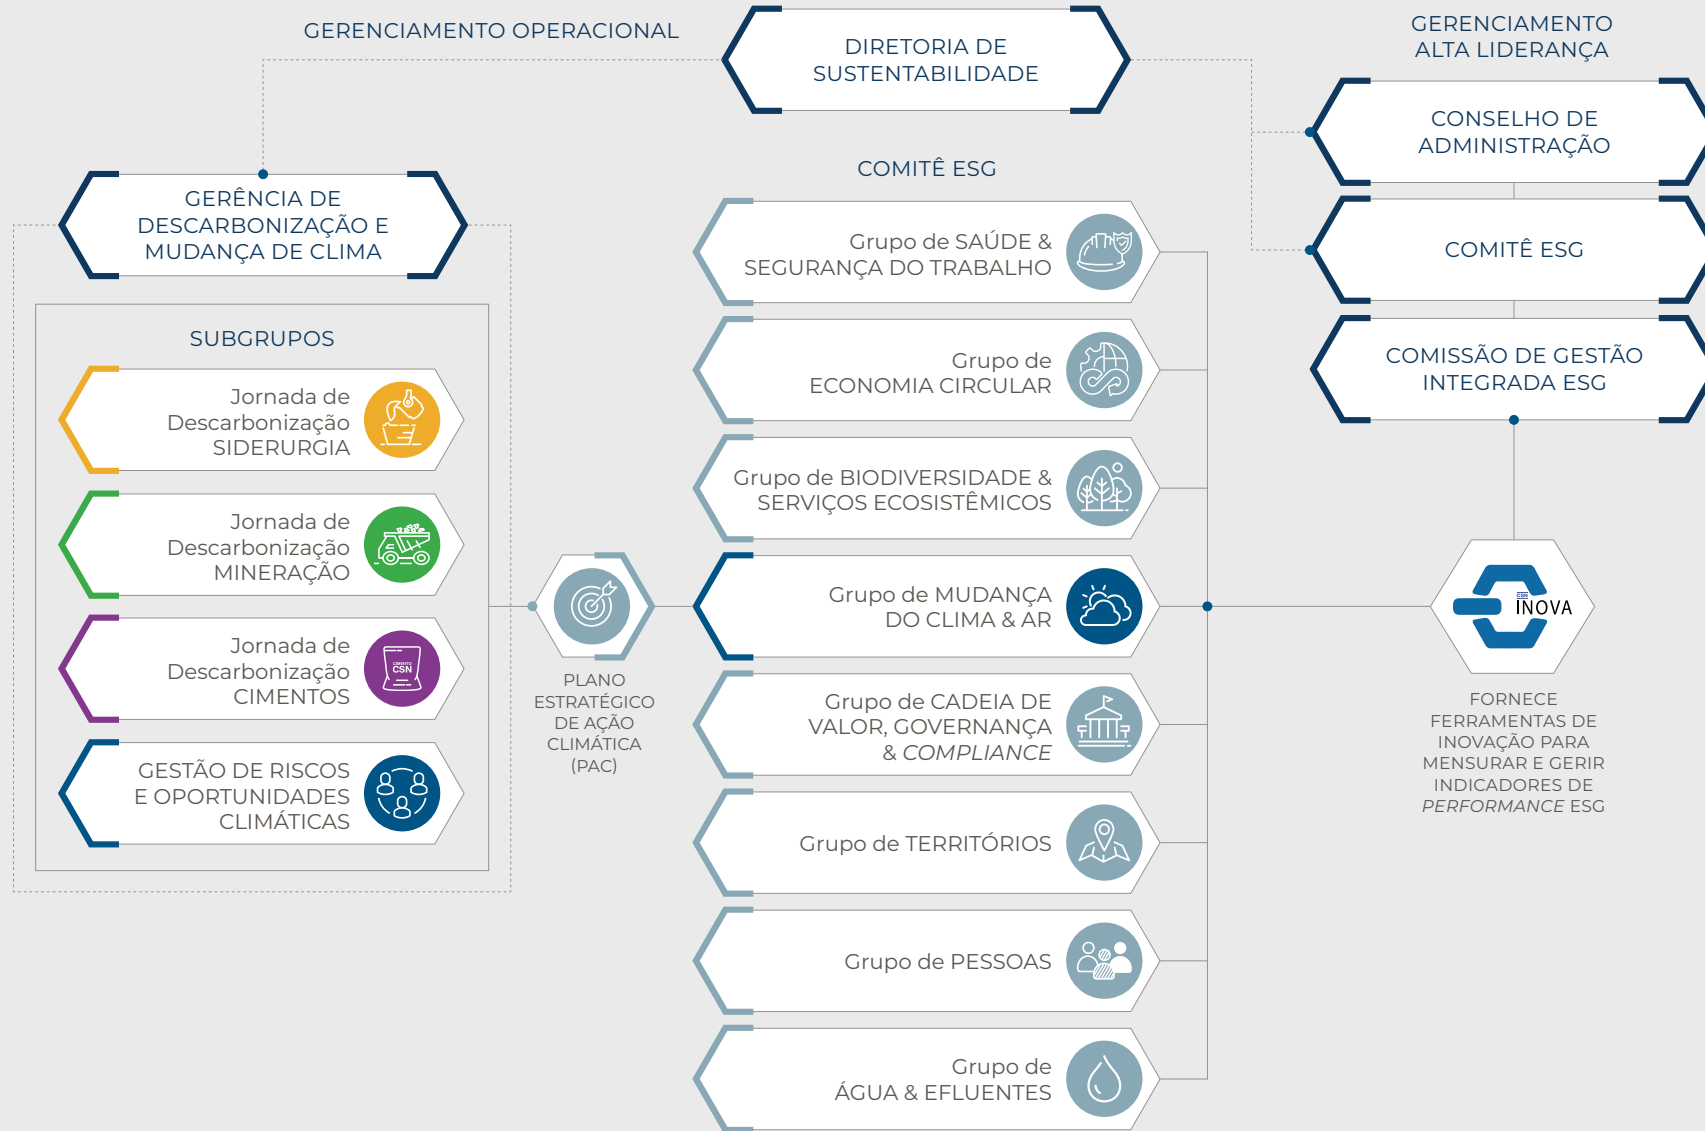 GERENCIAMENTO OPERACIONAL
DIRETORIA DE
SUSTENTABILIDADE
GERENCIAMENTO
ALTA LIDERANÇA
CONSELHO DE
ADMINISTRAÇÃO
COMITÊ ESG
COMISSÃO DE GESTÃO
INTEGRADA ESG
GERÊNCIA DE
DESCARBONIZAÇÃO E
MUDANÇA DE CLIMA
SUBGRUPOS
Jornada de
Descarbonização
SIDERURGIA
Jornada de
Descarbonização
MINERAÇÃO
Jornada de
Descarbonização
CIMENTOS
CIMENTO
CSN
GESTÃO DE RISCOS
E OPORTUNIDADES
CLIMÁTICAS
PLANO
ESTRATÉGICO
DE AÇÃO
CLIMÁTICA
(PAC)
COMITÊ ESG
Grupo de SAÚDE &
SEGURANÇA DO TRABALHO
Grupo de
ECONOMIA CIRCULAR
Grupo de BIODIVERSIDADE &
SERVIÇOS ECOSISTÊMICOS
Grupo de MUDANÇA
DO CLIMA & AR
Grupo de CADEIA DE
VALOR, GOVERNANÇA
& COMPLIANCE
Grupo de TERRITÓRIOS
Grupo de PESSOAS
Grupo de
ÁGUA & EFLUENTES
CSN
INOVA
FORNECE
FERRAMENTAS DE
INOVAÇÃO PARA
MENSURAR E GERIR
INDICADORES DE
PERFORMANCE ESG